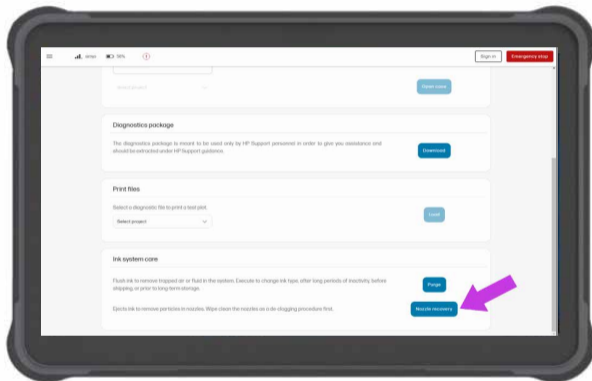 Sign in
Emergency stop
Diagnostics package
The diagnostics package is meant to be used only by HP Support personnel in order to give you assistance and
should be extracted under HP Support guidance.
Download
Print files
Select a diagnostic file to print a test plot.
Select project
Load
Ink system care
Flush ink to remove trapped air or fluid in the system. Execute to change ink type, after long periods of inactivity, before
shipping, or prior to long-term storage.
Purge
Ejects ink to remove particles in nozzles. Wipe clean the nozzles as a de-clogging procedure first.
Nozzle recovery